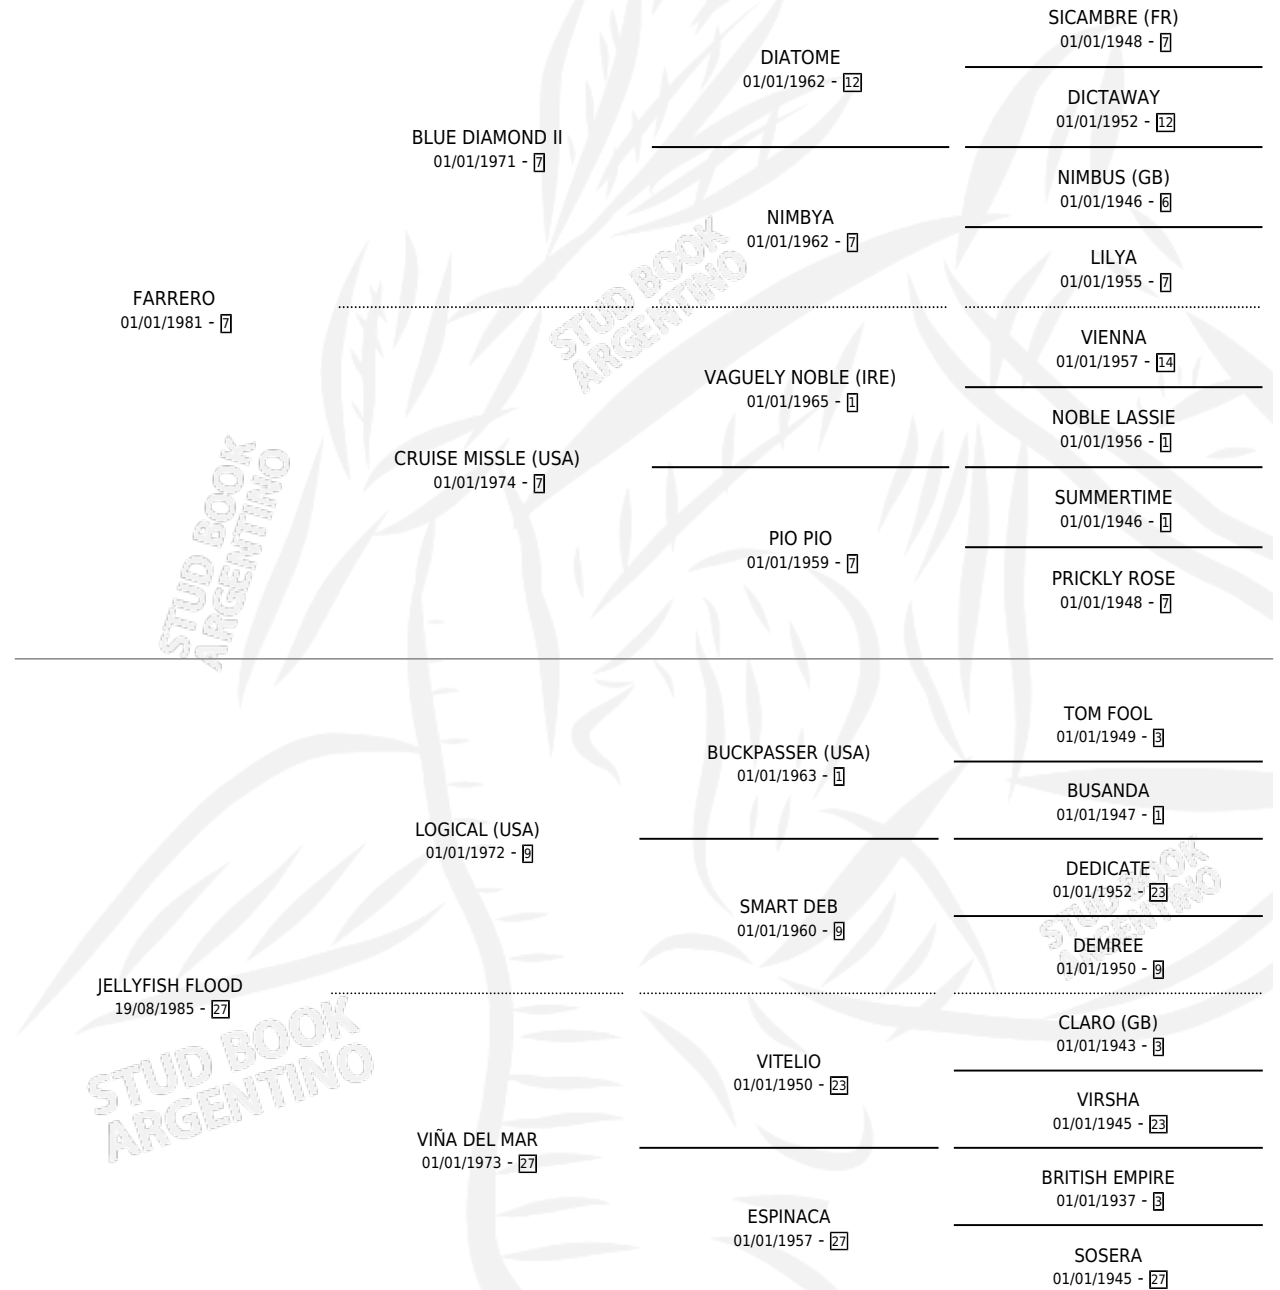 SICAMBRE (FR)
01/01/1948 - 7
DIATOME
01/01/1962 - 12
DICTAWAY
01/01/1952 - 12
BLUE DIAMOND II
01/01/1971 - 7
NIMBUS (GB)
01/01/1946 - 6
NIMBYA
01/01/1962 - 7
LILYA
01/01/1955 - 7
FARRERO
01/01/1981 - 7
VIENNA
01/01/1957 - 14
VAGUELY NOBLE (IRE)
01/01/1965 - 1
NOBLE LASSIE
01/01/1956 - 1
CRUISE MISSLE (USA)
01/01/1974 - 7
SUMMERTIME
01/01/1946 - 1
PIO PIO
01/01/1959 - 7
PRICKLY ROSE
01/01/1948 - 7
STUD BOOK
ARGENTINO
STUD BOOK
ARGENTINO
TOM FOOL
01/01/1949 - 3
BUCKPASSER (USA)
01/01/1963 - 1
BUSANDA
01/01/1947 - 1
LOGICAL (USA)
01/01/1972 - 9
DEDICATE
01/01/1952 - 23
SMART DEB
01/01/1960 - 9
DEMREE
01/01/1950 - 9
JELLYFISH FLOOD
19/08/1985 - 27
CLARO (GB)
01/01/1943 - 3
VITELIO
01/01/1950 - 23
VIRSHA
01/01/1945 - 23
VIÑA DEL MAR
01/01/1973 - 27
BRITISH EMPIRE
01/01/1937 - 3
ESPINACA
01/01/1957 - 27
SOSERA
01/01/1945 - 27
STUD BOOK
ARGENTINO
STUD BOOK
ARGENTINO